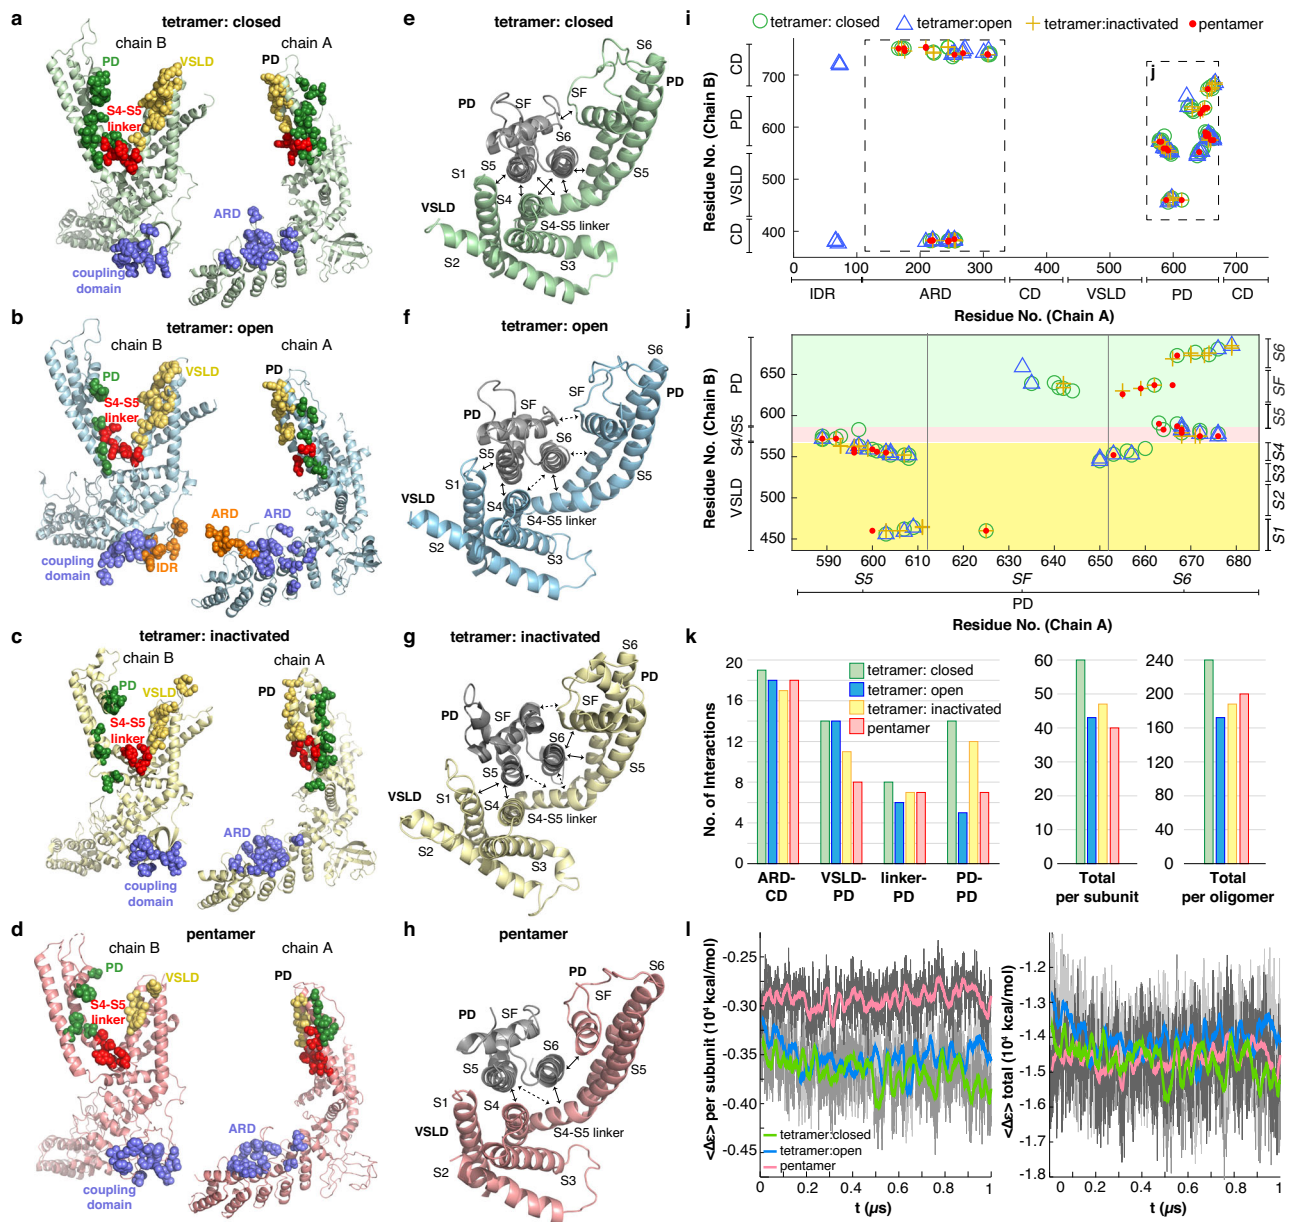 a
tetramer: closed
chain B
chain A
PD
VSLD
PD
S4-S5
linker
ARD
coupling
domain
b
tetramer: open
chain B
chain A
PD
VSLD
PD
S4-S5
linker
ARD
ARD
coupling
domain
IDR
c
tetramer: inactivated
chain B
chain A
PD
VSLD
PD
S4-S5
linker
ARD
coupling
domain
d
pentamer
chain B
chain A
PD
VSLD
PD
S4-S5
linker
ARD
coupling
domain
e
tetramer: closed
S6
PD
PD
SF
SF
S6
S5
S1
S4
S5
VSLD
S4-S5 linker
S2
S3
f
tetramer: open
S6
SF
PD
PD
SF
S6
S5
S1
S5
S4
VSLD
S4-S5 linker
S2
S3
g
tetramer: inactivated
S6
PD
PD
SF
SF
S6
S5
S5
S1
S4
VSLD
S4-S5 linker
S2
S3
h
pentamer
PD
S6
SF
PD
SF
S6
S5
S5
S1
S4
VSLD
S4-S5 linker
S2
S3
i
tetramer: closed
tetramer:open
tetramer:inactivated
pentamer
Residue No. (Chain B)
CD
VSLD
PD
CD
700
600
500
400
j
0
100
200
300
400
500
600
700
IDR
ARD
CD
VSLD
PD
CD
Residue No. (Chain A)
j
Residue No. (Chain B)
VSLD
S4/S5
PD
650
600
550
500
450
S6
SF
S5
S4
S3
S2
S1
590
600
610
620
630
640
650
660
670
680
S5
SF
S6
PD
Residue No. (Chain A)
k
No. of Interactions
20
16
12
8
4
0
tetramer: closed
tetramer: open
tetramer: inactivated
pentamer
ARD-
CD
VSLD-
PD
linker-
PD
PD-
PD
60
50
40
30
20
10
0
Total
per subunit
240
200
160
120
80
40
0
Total
per oligomer
l
<Δε> per subunit (10⁴ kcal/mol)
-0.25
-0.30
-0.35
-0.40
-0.45
tetramer:closed
tetramer:open
pentamer
0
0.2
0.4
0.6
0.8
1
t (μs)
<Δε> total (10⁴ kcal/mol)
-1.2
-1.3
-1.4
-1.5
-1.6
-1.7
-1.8
0
0.2
0.4
0.6
0.8
1
t (μs)